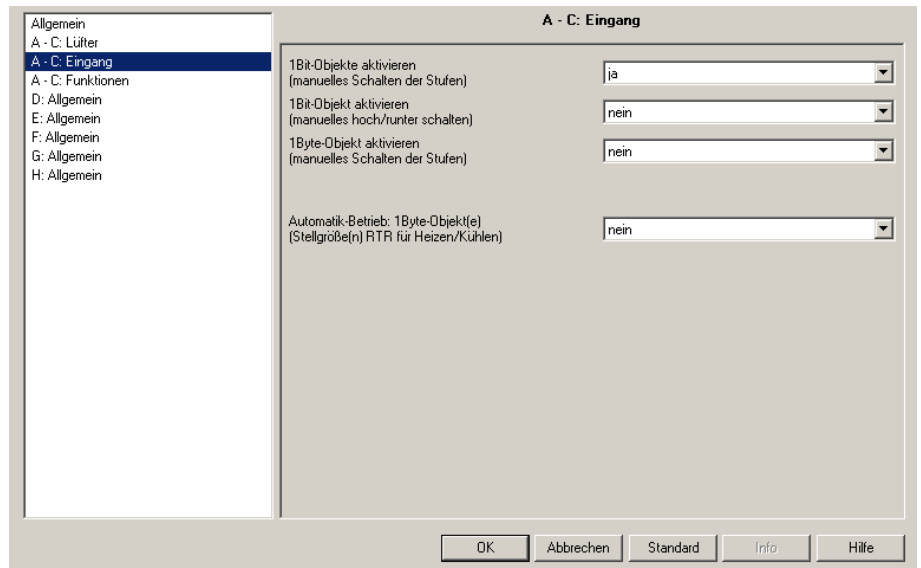 Allgemein
A - C: Lüfter
A - C: Eingang
A - C: Funktionen
D: Allgemein
E: Allgemein
F: Allgemein
G: Allgemein
H: Allgemein
A - C: Eingang
1Bit-Objekte aktivieren
(manuelles Schalten der Stufen)
ja
1Bit-Objekt aktivieren
(manuelles hoch/runter schalten)
nein
1Byte-Objekt aktivieren
(manuelles Schalten der Stufen)
nein
Automatik-Betrieb: 1Byte-Objekt(e)
(Stellgröße(n) RTR für Heizen/Kühlen)
nein
OK
Abbrechen
Standard
Info
Hilfe